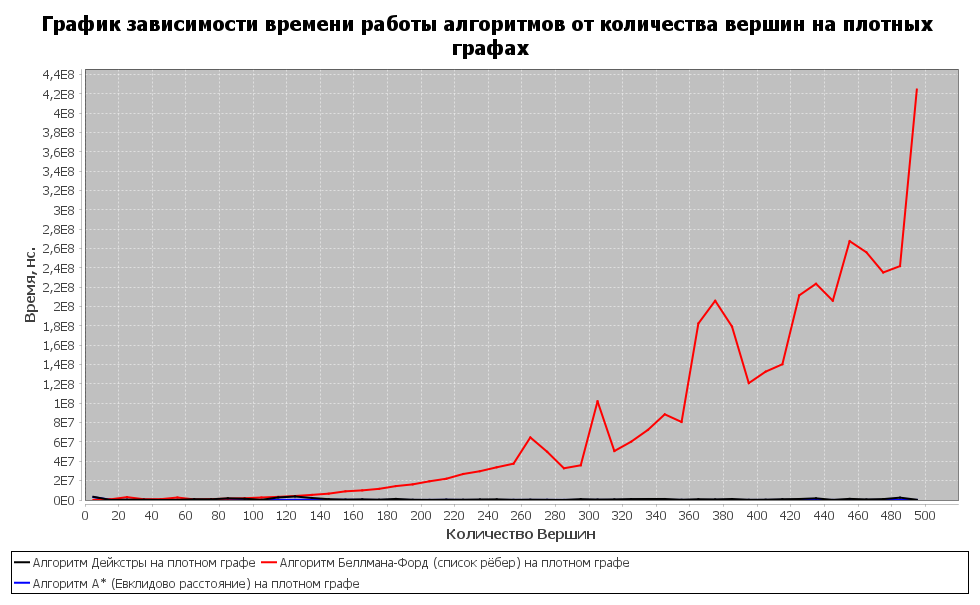 График зависимости времени работы алгоритмов от количества вершин на плотных
графах
Время, нс.
4,4E8
4,2E8
4E8
3,8E8
3,6E8
3,4E8
3,2E8
3E8
2,8E8
2,6E8
2,4E8
2,2E8
2E8
1,8E8
1,6E8
1,4E8
1,2E8
1E8
8E7
6E7
4E7
2E7
0E0
0 20 40 60 80 100 120 140 160 180 200 220 240 260 280 300 320 340 360 380 400 420 440 460 480 500
Количество Вершин
Алгоритм Дейкстры на плотном графе Алгоритм Беллмана-Форд (список рёбер) на плотном графе
Алгоритм А* (Евклидово расстояние) на плотном графе